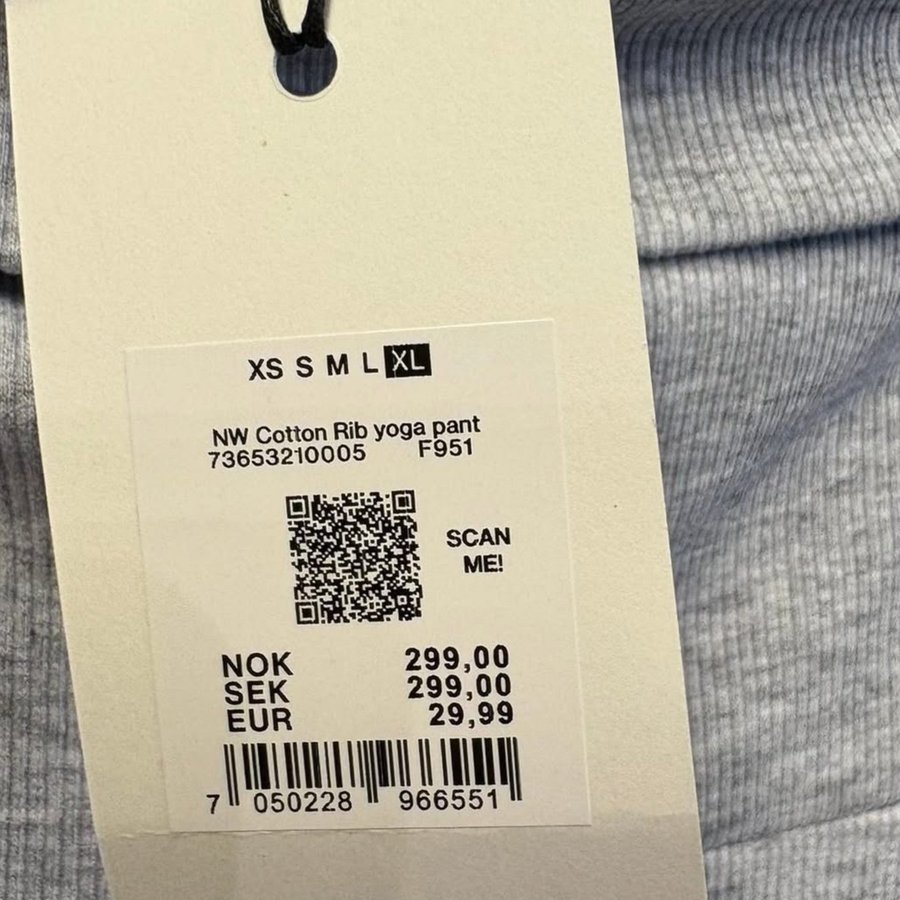 XS S M L XL
NW Cotton Rib yoga pant
73653210005 F951
SCAN
ME!
NOK 299,00
SEK 299,00
EUR 29,99
7 050228 966551